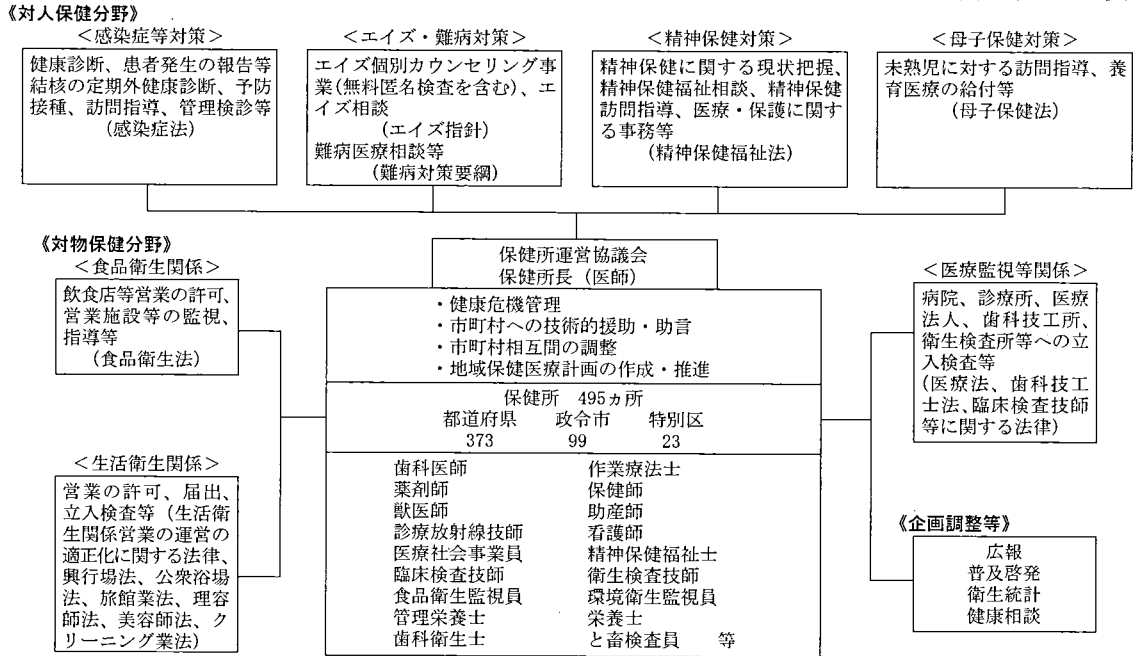 《対人保健分野》
＜感染症等対策＞
健康診断、患者発生の報告等
結核の定期外健康診断、予防
接種、訪問指導、管理検診等
(感染症法)
＜エイズ・難病対策＞
エイズ個別カウンセリング事
業(無料匿名検査を含む)、エ
イズ相談
(エイズ指針)
難病医療相談等
(難病対策要綱)
＜精神保健対策＞
精神保健に関する現状把握、
精神保健福祉相談、精神保健
訪問指導、医療・保護に関す
る事務等
(精神保健福祉法)
＜母子保健対策＞
未熟児に対する訪問指導、養
育医療の給付等
(母子保健法)
《対物保健分野》
＜食品衛生関係＞
飲食店等営業の許可、
営業施設等の監視、
指導等
(食品衛生法)
＜生活衛生関係＞
営業の許可、届出、
立入検査等（生活衛
生関係営業の運営の
適正化に関する法律、
興行場法、公衆浴場
法、旅館業法、理容
師法、美容師法、ク
リーニング業法）
保健所運営協議会
保健所長（医師）
・健康危機管理
・市町村への技術的援助・助言
・市町村相互間の調整
・地域保健医療計画の作成・推進
保健所　495ヵ所
都道府県　政令市　特別区
373　99　23
歯科医師　作業療法士
薬剤師　保健師
獣医師　助産師
診療放射線技師　看護師
医療社会事業員　精神保健福祉士
臨床検査技師　衛生検査技師
食品衛生監視員　環境衛生監視員
管理栄養士　栄養士
歯科衛生士　と畜検査員　等
＜医療監視等関係＞
病院、診療所、医療
法人、歯科技工所、
衛生検査所等への立
入検査等
(医療法、歯科技工
士法、臨床検査技師
等に関する法律)
《企画調整等》
広報
普及啓発
衛生統計
健康相談